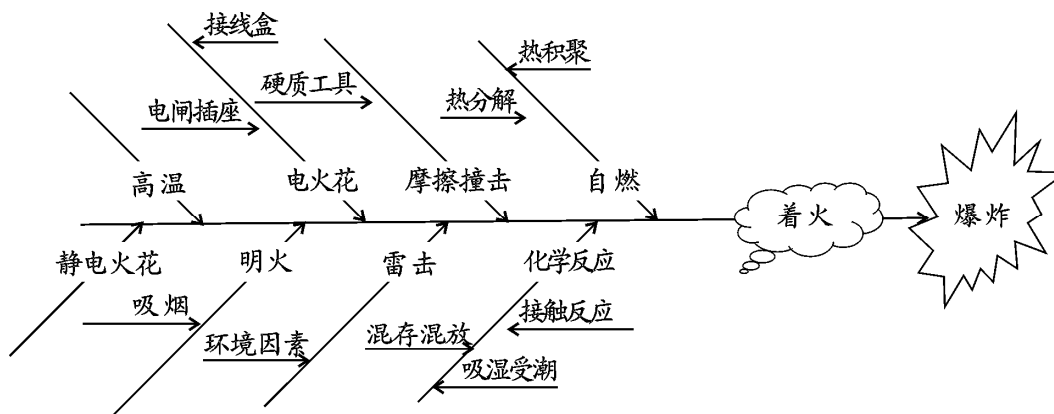 接线盒
热积聚
硬质工具
热分解
电闸插座
高温
电火花
摩擦撞击
自燃
着火
爆炸
静电火花
明火
雷击
化学反应
吸烟
接触反应
混存混放
环境因素
吸湿受潮